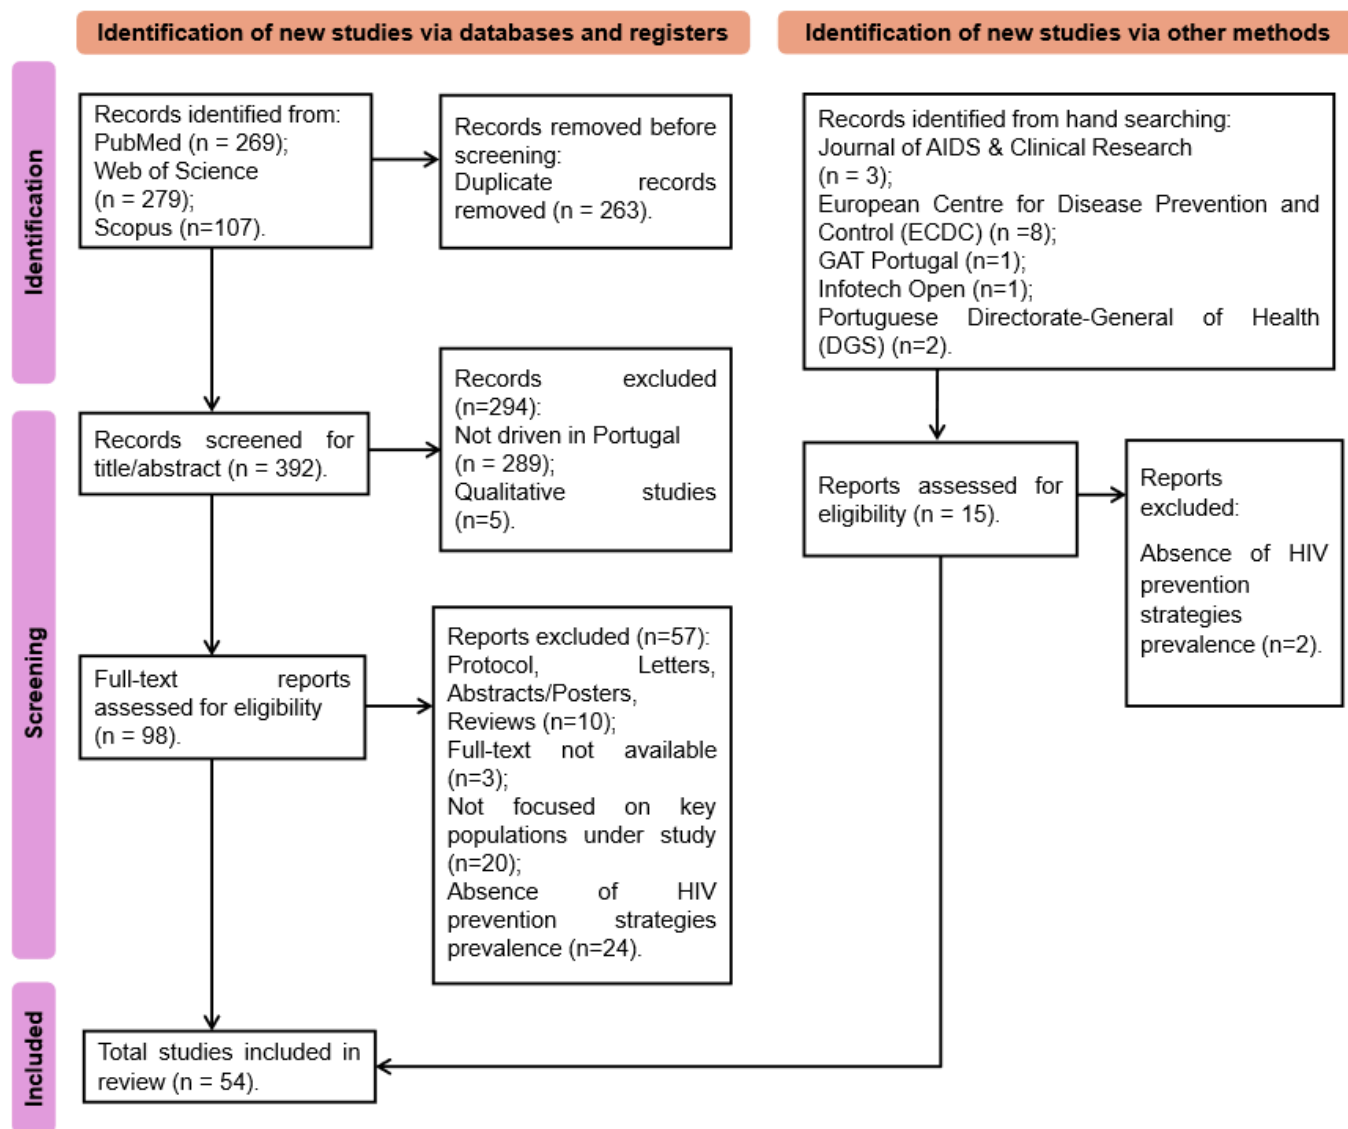 Identification of new studies via databases and registers
Identification of new studies via other methods
Identification
Records identified from:
PubMed (n = 269);
Web of Science
(n = 279);
Scopus (n=107).
Records removed before
screening:
Duplicate records
removed (n = 263).
Records identified from hand searching:
Journal of AIDS & Clinical Research
(n = 3);
European Centre for Disease Prevention and
Control (ECDC) (n =8);
GAT Portugal (n=1);
Infotech Open (n=1);
Portuguese Directorate-General of Health
(DGS) (n=2).
Screening
Records screened for
title/abstract (n = 392).
Records excluded
(n=294):
Not driven in Portugal
(n = 289);
Qualitative studies
(n=5).
Reports assessed for
eligibility (n = 15).
Reports
excluded:
Absence of HIV
prevention
strategies
prevalence (n=2).
Full-text reports
assessed for eligibility
(n = 98).
Reports excluded (n=57):
Protocol, Letters,
Abstracts/Posters,
Reviews (n=10);
Full-text not available
(n=3);
Not focused on key
populations under study
(n=20);
Absence of HIV
prevention strategies
prevalence (n=24).
Included
Total studies included in
review (n = 54).